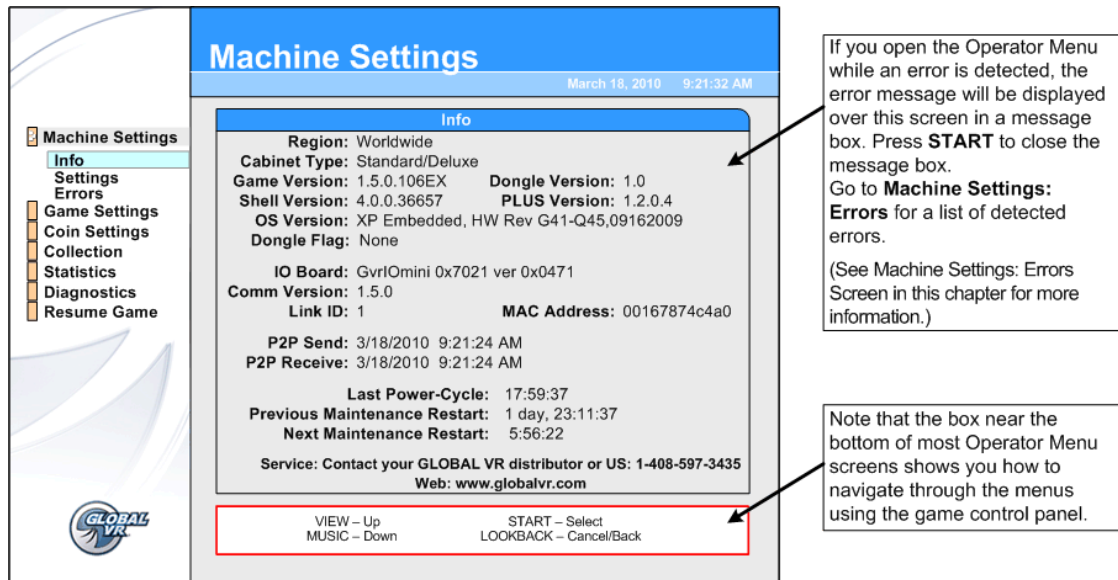 Machine Settings
March 18, 2010 9:21:32 AM
Machine Settings
Info
Settings
Errors
Game Settings
Coin Settings
Collection
Statistics
Diagnostics
Resume Game
GLOBAL
VR
Info
Region: Worldwide
Cabinet Type: Standard/Deluxe
Game Version: 1.5.0.106EX Dongle Version: 1.0
Shell Version: 4.0.0.36657 PLUS Version: 1.2.0.4
OS Version: XP Embedded, HW Rev G41-Q45,09162009
Dongle Flag: None
IO Board: GvrIOmini 0x7021 ver 0x0471
Comm Version: 1.5.0
Link ID: 1 MAC Address: 00167874c4a0
P2P Send: 3/18/2010 9:21:24 AM
P2P Receive: 3/18/2010 9:21:24 AM
Last Power-Cycle: 17:59:37
Previous Maintenance Restart: 1 day, 23:11:37
Next Maintenance Restart: 5:56:22
Service: Contact your GLOBAL VR distributor or US: 1-408-597-3435
Web: www.globalvr.com
VIEW – Up START – Select
MUSIC – Down LOOKBACK – Cancel/Back
If you open the Operator Menu
while an error is detected, the
error message will be displayed
over this screen in a message
box. Press START to close the
message box.
Go to Machine Settings:
Errors for a list of detected
errors.
(See Machine Settings: Errors
Screen in this chapter for more
information.)
Note that the box near the
bottom of most Operator Menu
screens shows you how to
navigate through the menus
using the game control panel.